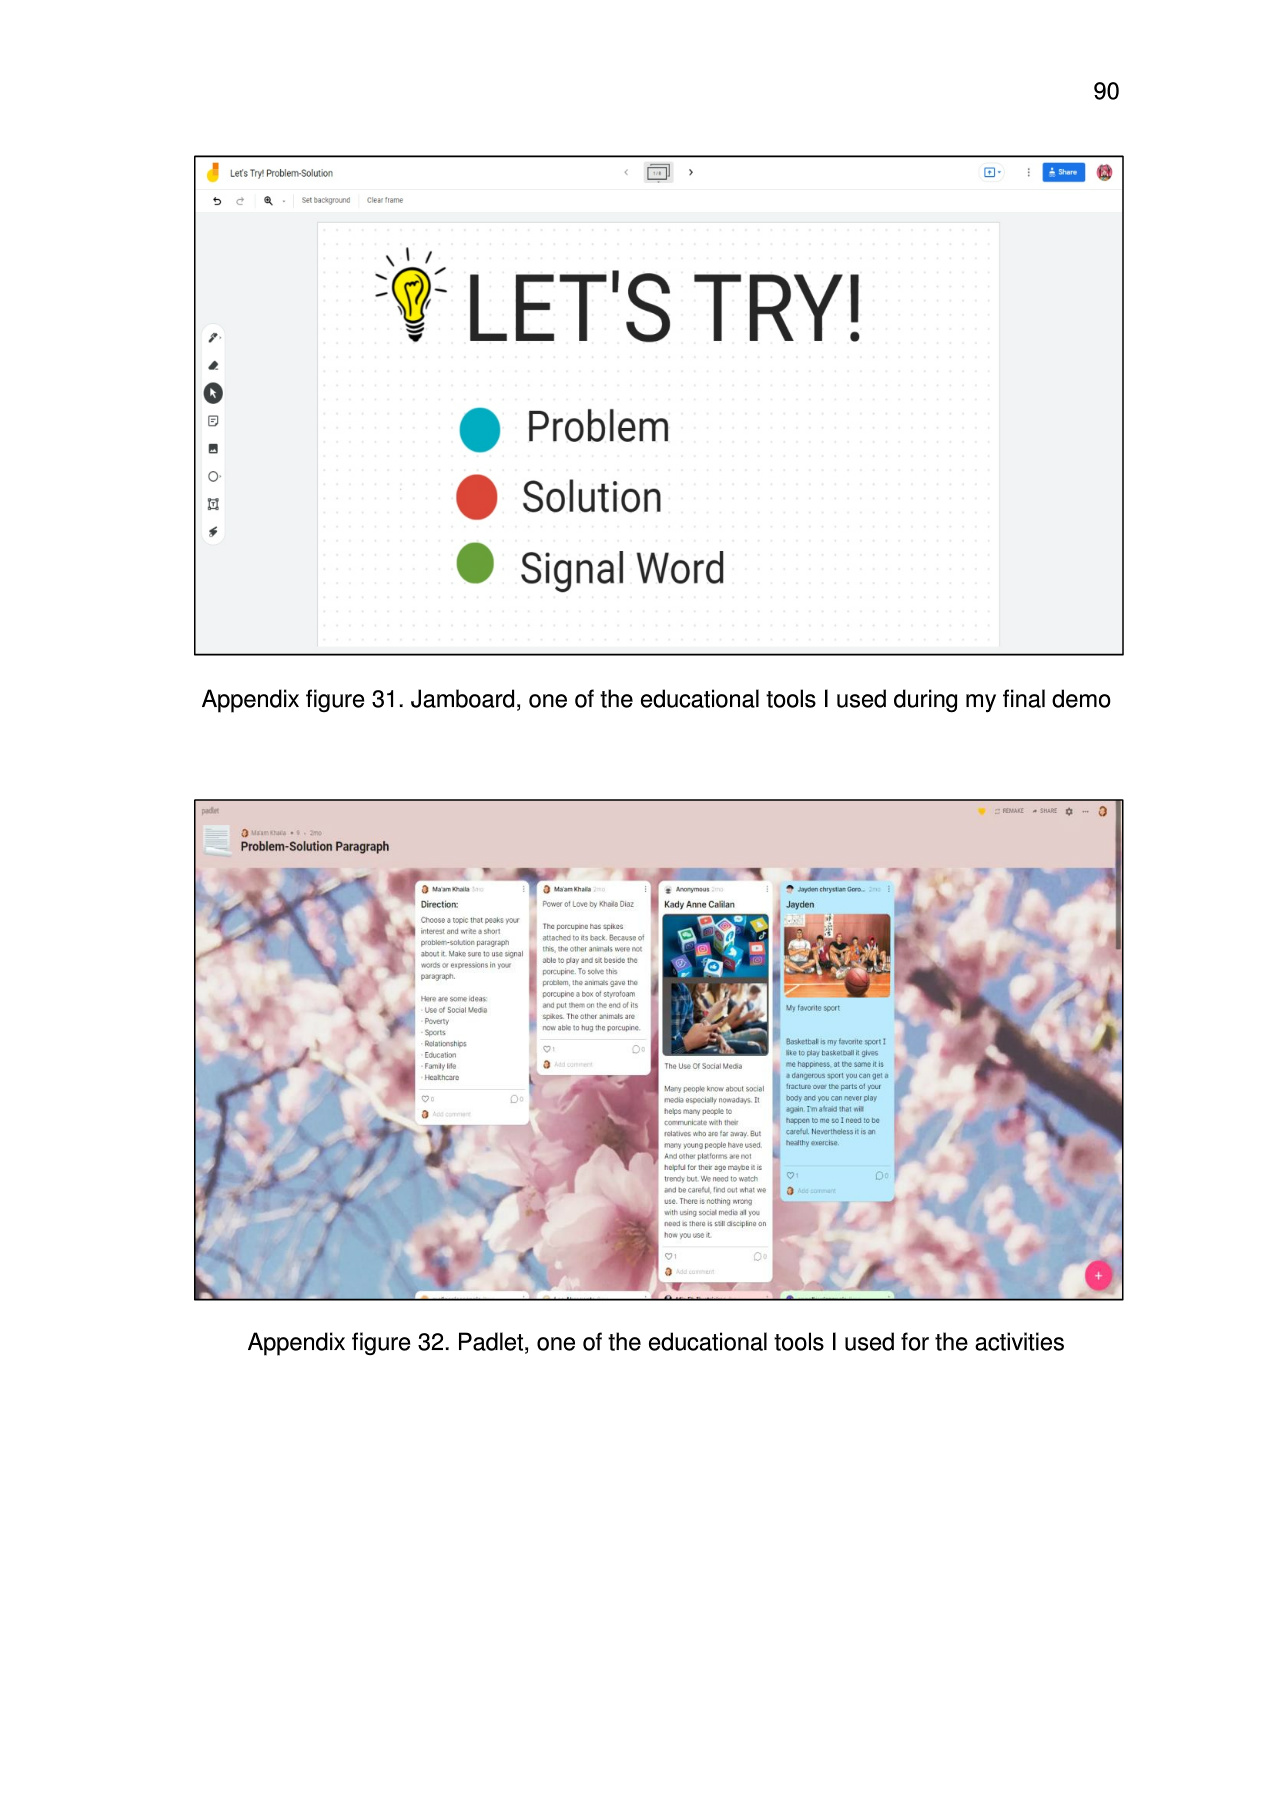 90
Let's Try! Problem-Solution
1 / 8
Share
Set background
Clear frame
LET'S TRY!
Problem
Solution
Signal Word
Appendix figure 31. Jamboard, one of the educational tools I used during my final demo
padlet
REMAKE
SHARE
Ma'am Khaila • 6 • 2mo
Problem-Solution Paragraph
Ma'am Khaila 3mo
Direction:
Choose a topic that peaks your
interest and write a short
problem-solution paragraph
about it. Make sure to use signal
words or expressions in your
paragraph.
Here are some ideas:
- Use of Social Media
- Poverty
- Sports
- Relationships
- Education
- Family life
- Healthcare
0
0
Add comment
Ma'am Khaila 2mo
Power of Love by Khaila Diaz
The porcupine has spikes
attached to its back. Because of
this, the other animals were not
able to play and sit beside the
porcupine. To solve this
problem, the animals gave the
porcupine a box of styrofoam
and put them on the end of its
spikes. The other animals are
now able to hug the porcupine.
1
0
Add comment
Anonymous 2mo
Kady Anne Calilan
The Use Of Social Media
Many people know about social
media especially nowadays. It
helps many people to
communicate with their
relatives who are far away. But
many young people have used.
And other platforms are not
helpful for their age maybe it is
trendy but. We need to watch
and be careful, find out what we
use. There is nothing wrong
with using social media all you
need is there is still discipline on
how you use it.
1
0
Add comment
Jayden chrystian Goro... 2mo
Jayden
My favorite sport
Basketball is my favorite sport I
like to play basketball it gives
me happiness, at the same it is
a dangerous sport you can get a
fracture over the parts of your
body and you can never play
again. I'm afraid that will
happen to me so I need to be
careful. Nevertheless it is an
healthy exercise.
1
0
Add comment
Appendix figure 32. Padlet, one of the educational tools I used for the activities